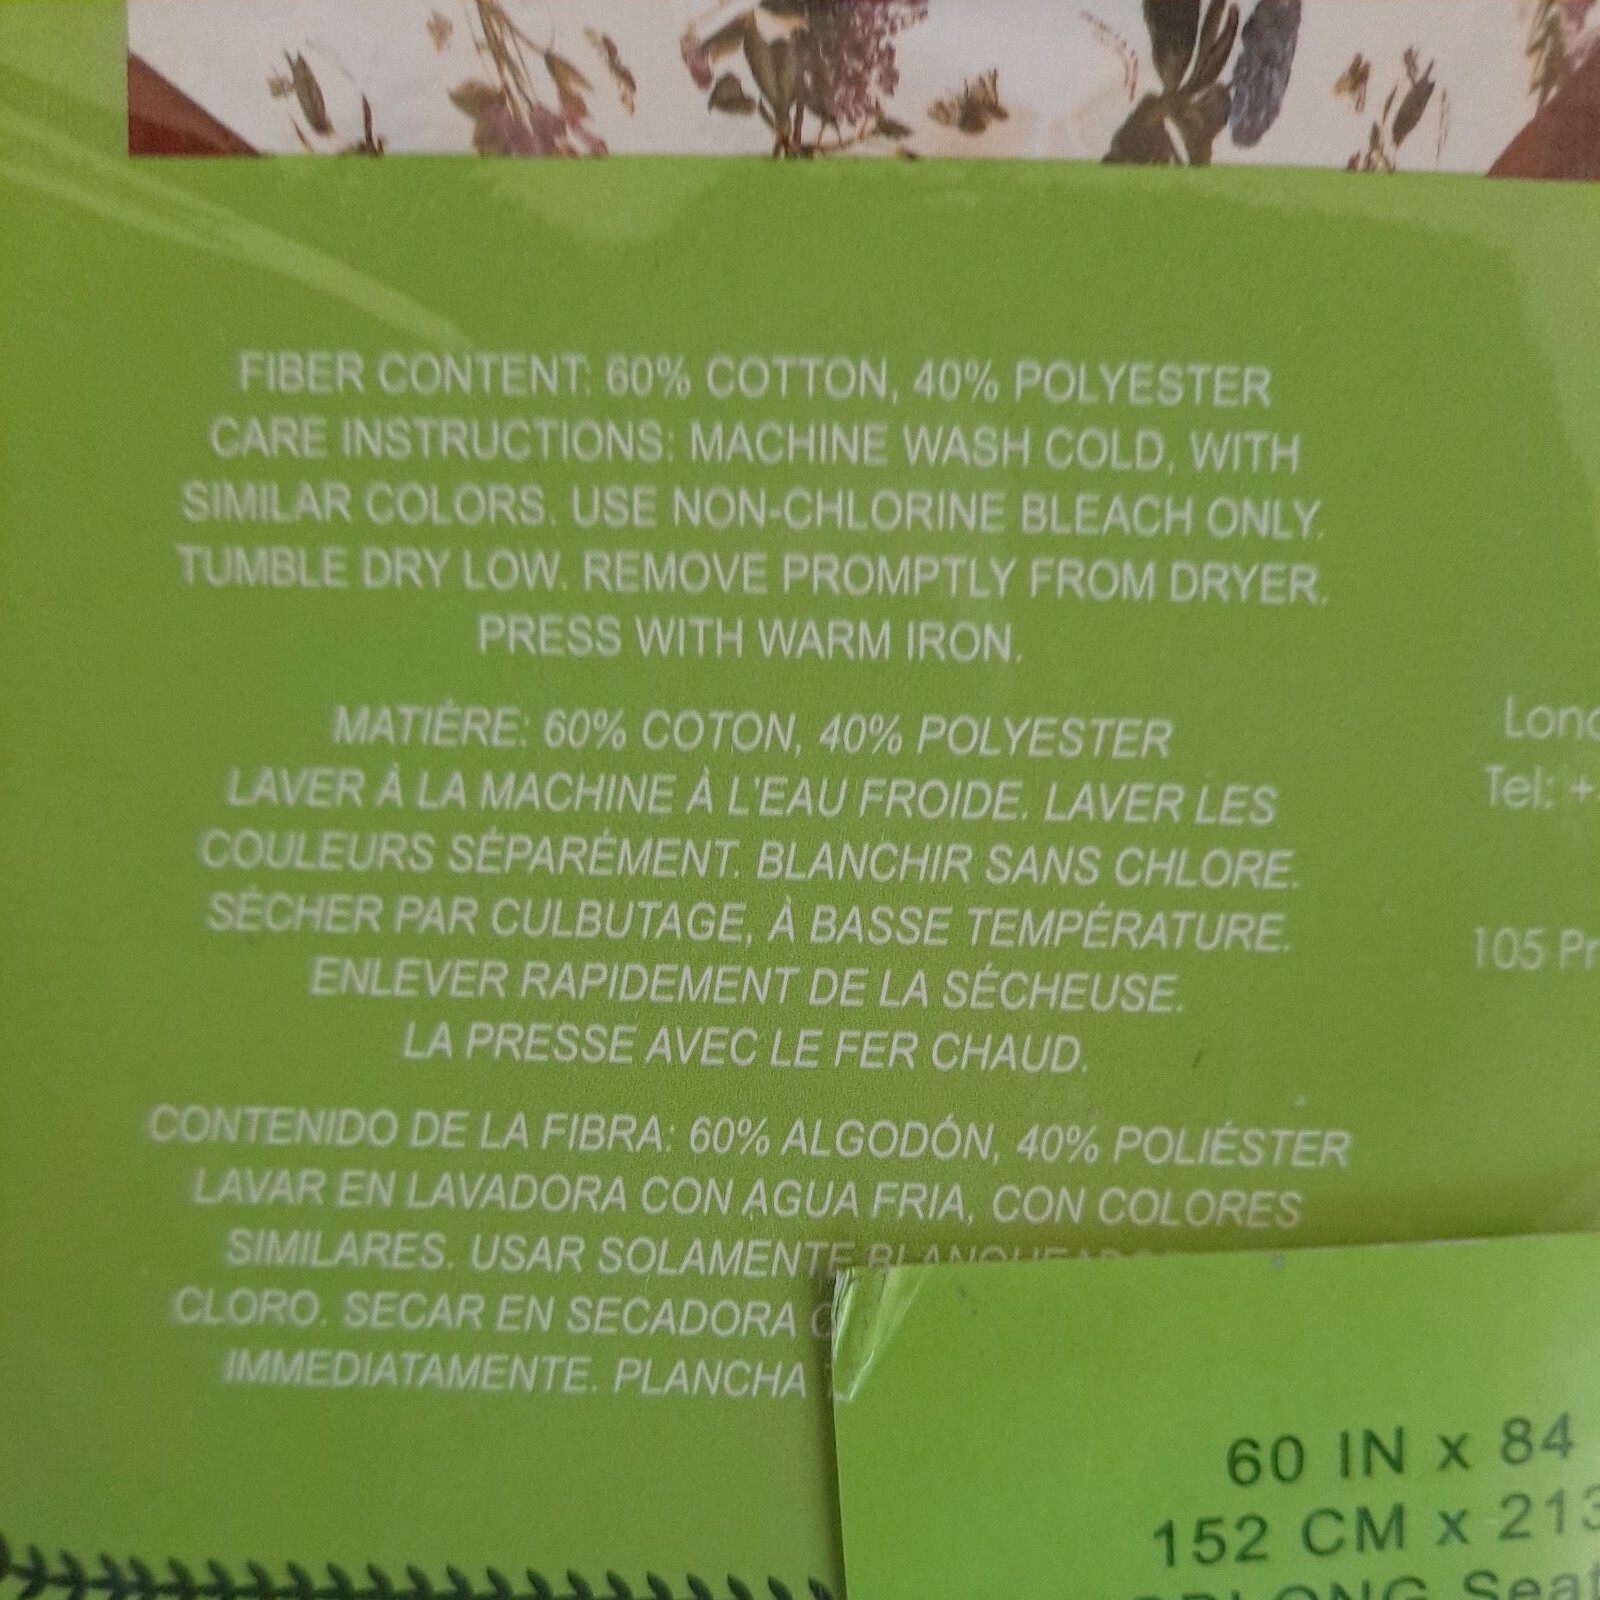 FIBER CONTENT: 60% COTTON, 40% POLYESTER
CARE INSTRUCTIONS: MACHINE WASH COLD, WITH
SIMILAR COLORS. USE NON-CHLORINE BLEACH ONLY.
TUMBLE DRY LOW. REMOVE PROMPTLY FROM DRYER.
PRESS WITH WARM IRON.
MATIÉRE: 60% COTON, 40% POLYESTER
LAVER À LA MACHINE À L'EAU FROIDE. LAVER LES
COULEURS SÉPARÉMENT. BLANCHIR SANS CHLORE.
SÉCHER PAR CULBUTAGE, À BASSE TEMPÉRATURE.
ENLEVER RAPIDEMENT DE LA SÉCHEUSE.
LA PRESSE AVEC LE FER CHAUD.
CONTENIDO DE LA FIBRA: 60% ALGODÓN, 40% POLIÉSTER
LAVAR EN LAVADORA CON AGUA FRIA, CON COLORES
SIMILARES. USAR SOLAMENTE
CLORO. SECAR EN SECADORA
IMMEDIATAMENTE. PLANCHA
Tel:
105
60 IN x 84
152 CM x 213
OBLONG Seat